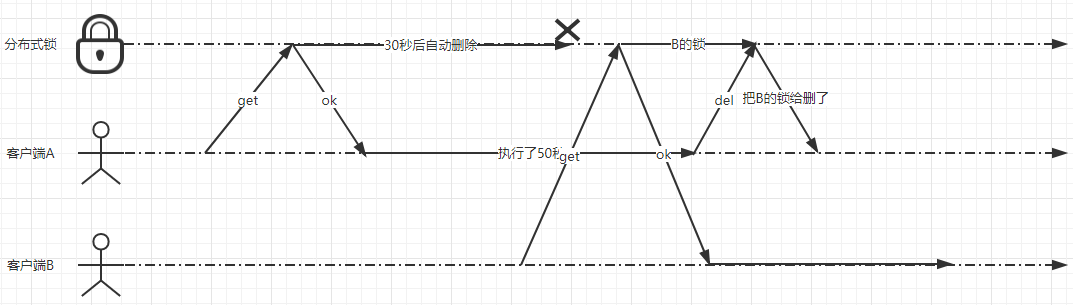 分布式锁
30秒后自动删除
B的锁
get
ok
del
把B的锁给删了
客户端A
执行了50秒
get
ok
客户端B